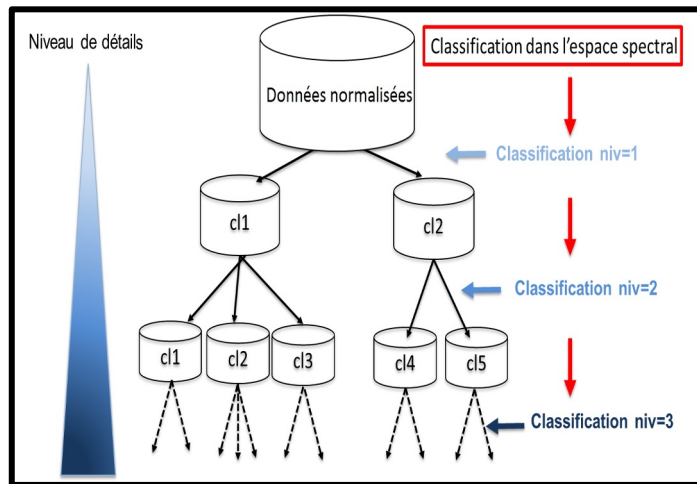 Niveau de détails
Classification dans l'espace spectral
Données normalisées
Classification niv=1
cl1
cl2
Classification niv=2
cl1
cl2
cl3
cl4
cl5
Classification niv=3